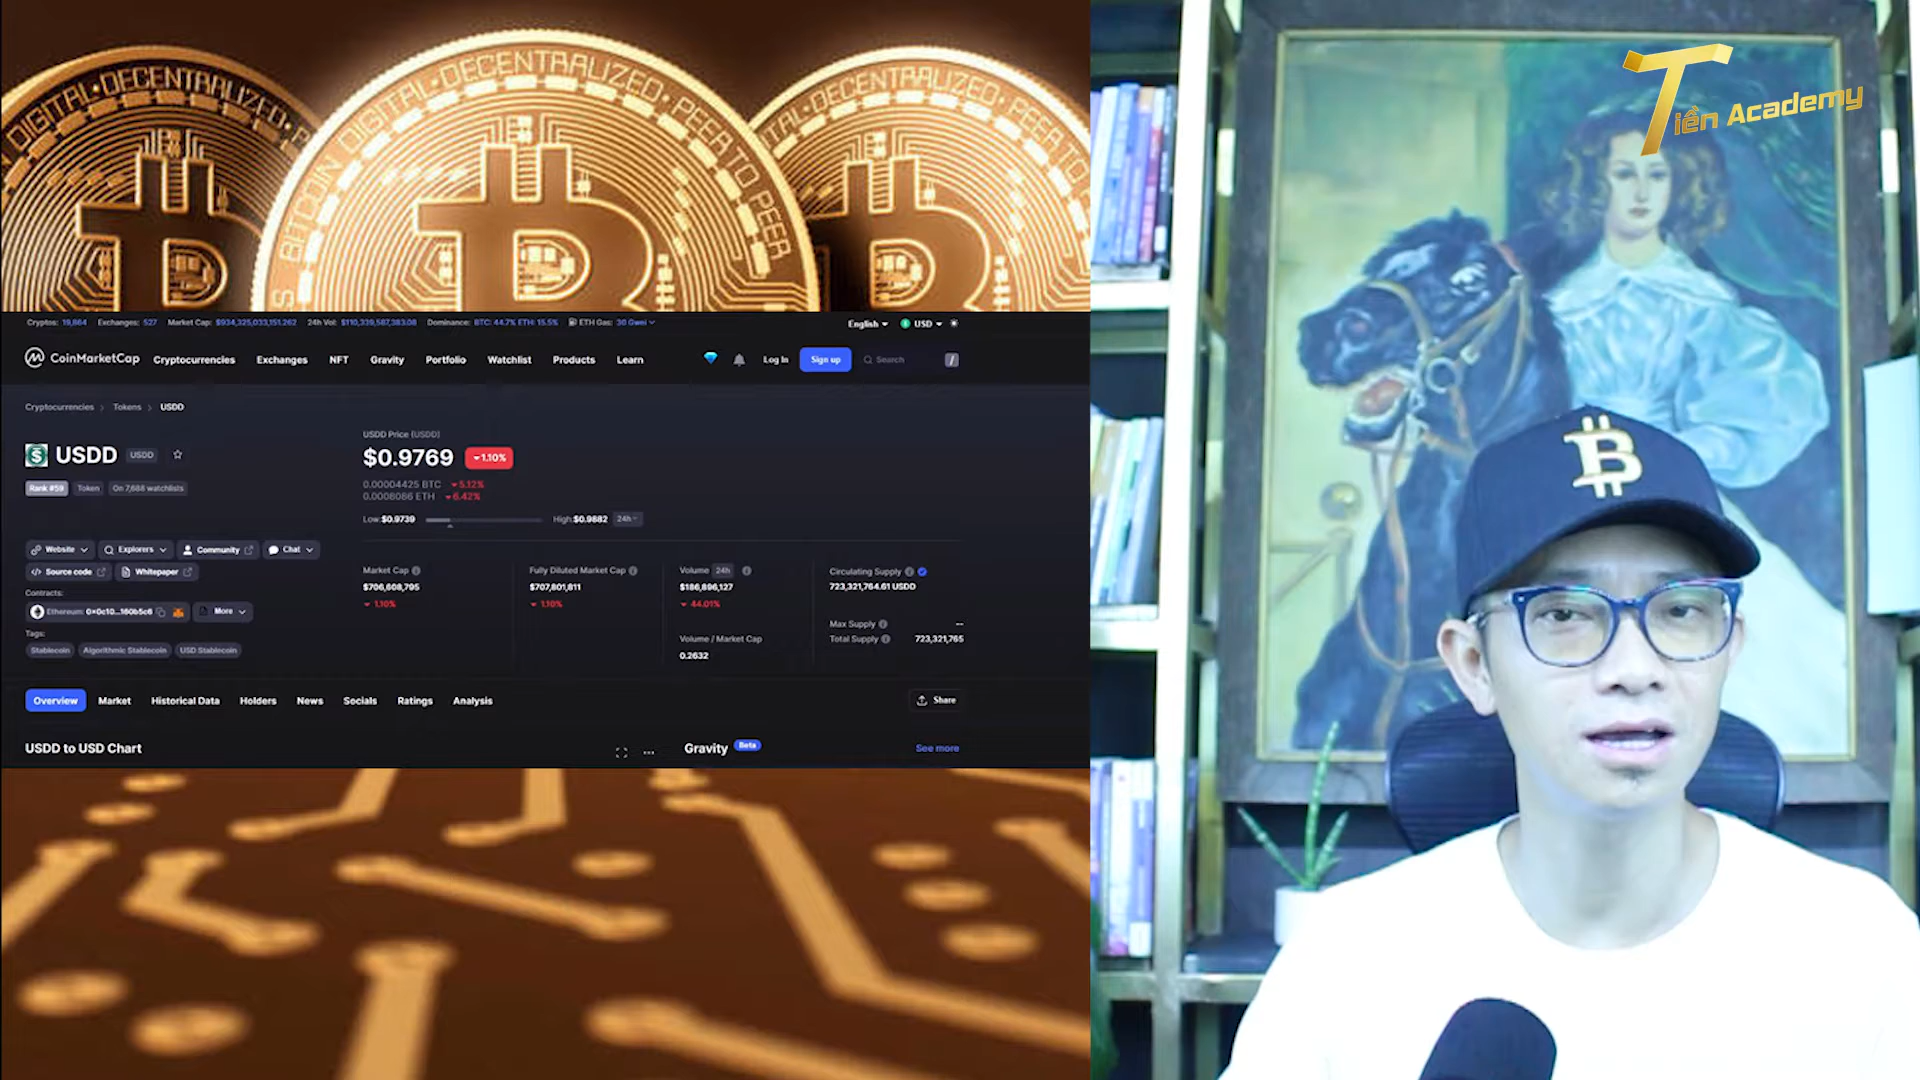 DIGITAL • DECENTRALIZED • P
BITCOIN DIGITAL • DECENTRALIZED • PEER TO PEER
DIGITAL • DECENTRALIZED • PEER TO PE
Tiền Academy
Cryptos: 19,864 Exchanges: 527 Market Cap: $934,325,033,151.262 24h Vol: $110,339,587,383.08 Dominance: BTC: 44.7% ETH: 15.5% ETH Gas: 30 Gwei
English USD
CoinMarketCap Cryptocurrencies Exchanges NFT Gravity Portfolio Watchlist Products Learn Log In Sign up Search /
Cryptocurrencies > Tokens > USDD
USDD USDD
Rank #59 Token On 7,688 watchlists
USDD Price (USDD)
$0.9769 1.10%
0.00004425 BTC 5.12%
0.0008086 ETH 6.42%
Low: $0.9739 High: $0.9882 24h
Website Explorers Community Chat
Source code Whitepaper
Contracts:
Ethereum: 0x0c10...160b5c6 More
Tags:
Stablecoin Algorithmic Stablecoin USD Stablecoin
Market Cap
$706,608,795
1.10%
Fully Diluted Market Cap
$707,801,811
1.10%
Volume 24h
$186,896,127
44.01%
Volume / Market Cap
0.2632
Circulating Supply
723,321,764.61 USDD
Max Supply --
Total Supply 723,321,765
Overview Market Historical Data Holders News Socials Ratings Analysis Share
USDD to USD Chart
Gravity Beta See more